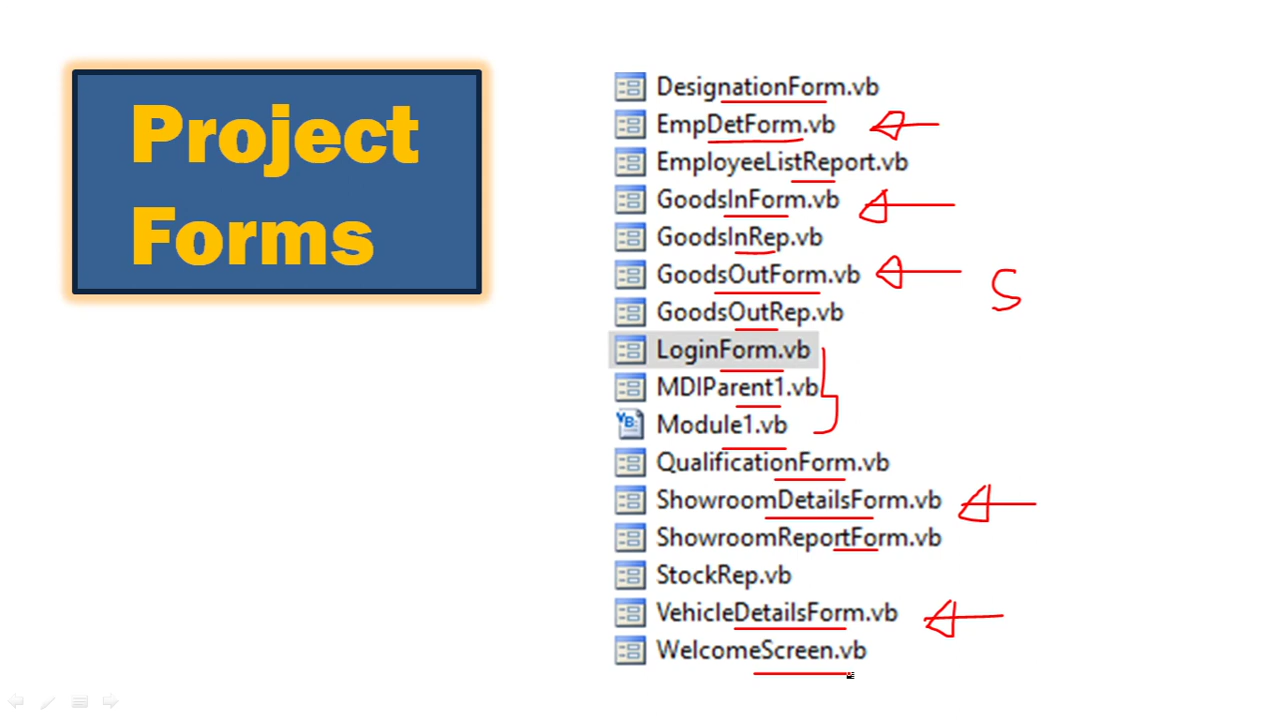 Project
Forms
DesignationForm.vb
EmpDetForm.vb
EmployeeListReport.vb
GoodsInForm.vb
GoodsInRep.vb
GoodsOutForm.vb
S
GoodsOutRep.vb
LoginForm.vb
MDIParent1.vb
VB
Module1.vb
QualificationForm.vb
ShowroomDetailsForm.vb
ShowroomReportForm.vb
StockRep.vb
VehicleDetailsForm.vb
WelcomeScreen.vb